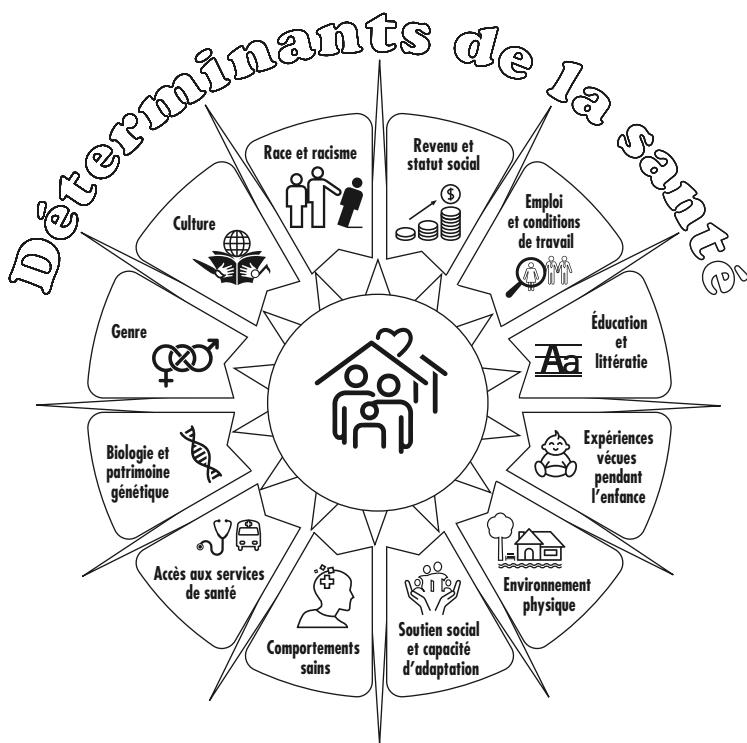 Déterminants de la santé
Revenu et
statut social
$
Emploi
et conditions
de travail
Éducation
et
littératie
Aa
Expériences
vécues
pendant
l'enfance
Environnement
physique
Soutien social
et capacité
d'adaptation
Comportements
sains
Accès aux services
de santé
Biologie et
patrimoine
génétique
Genre
Culture
Race et racisme